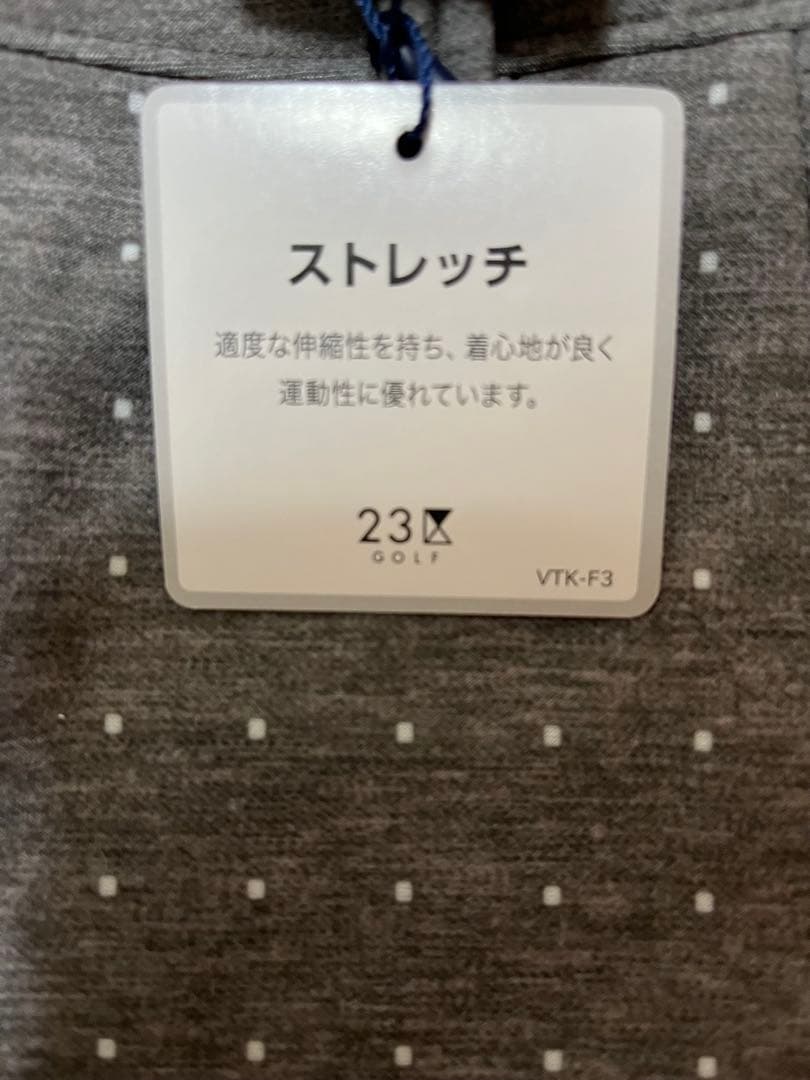 ストレッチ
適度な伸縮性を持ち、着心地が良く
運動性に優れています。
23区
GOLF
VTK-F3